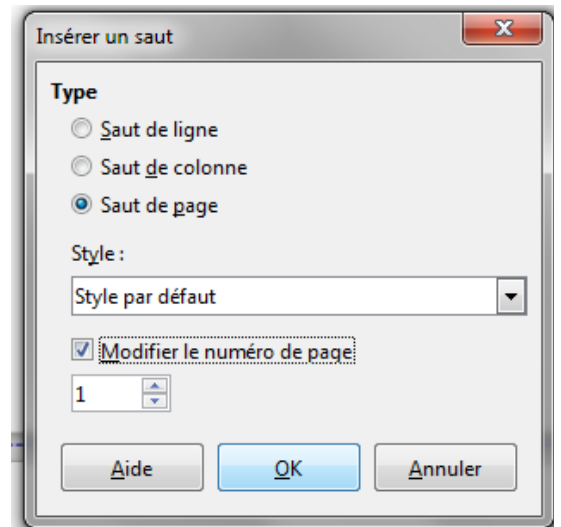 Insérer un saut
Type
Saut de ligne
Saut de colonne
Saut de page
Style :
Style par défaut
Modifier le numéro de page
1
Aide
OK
Annuler